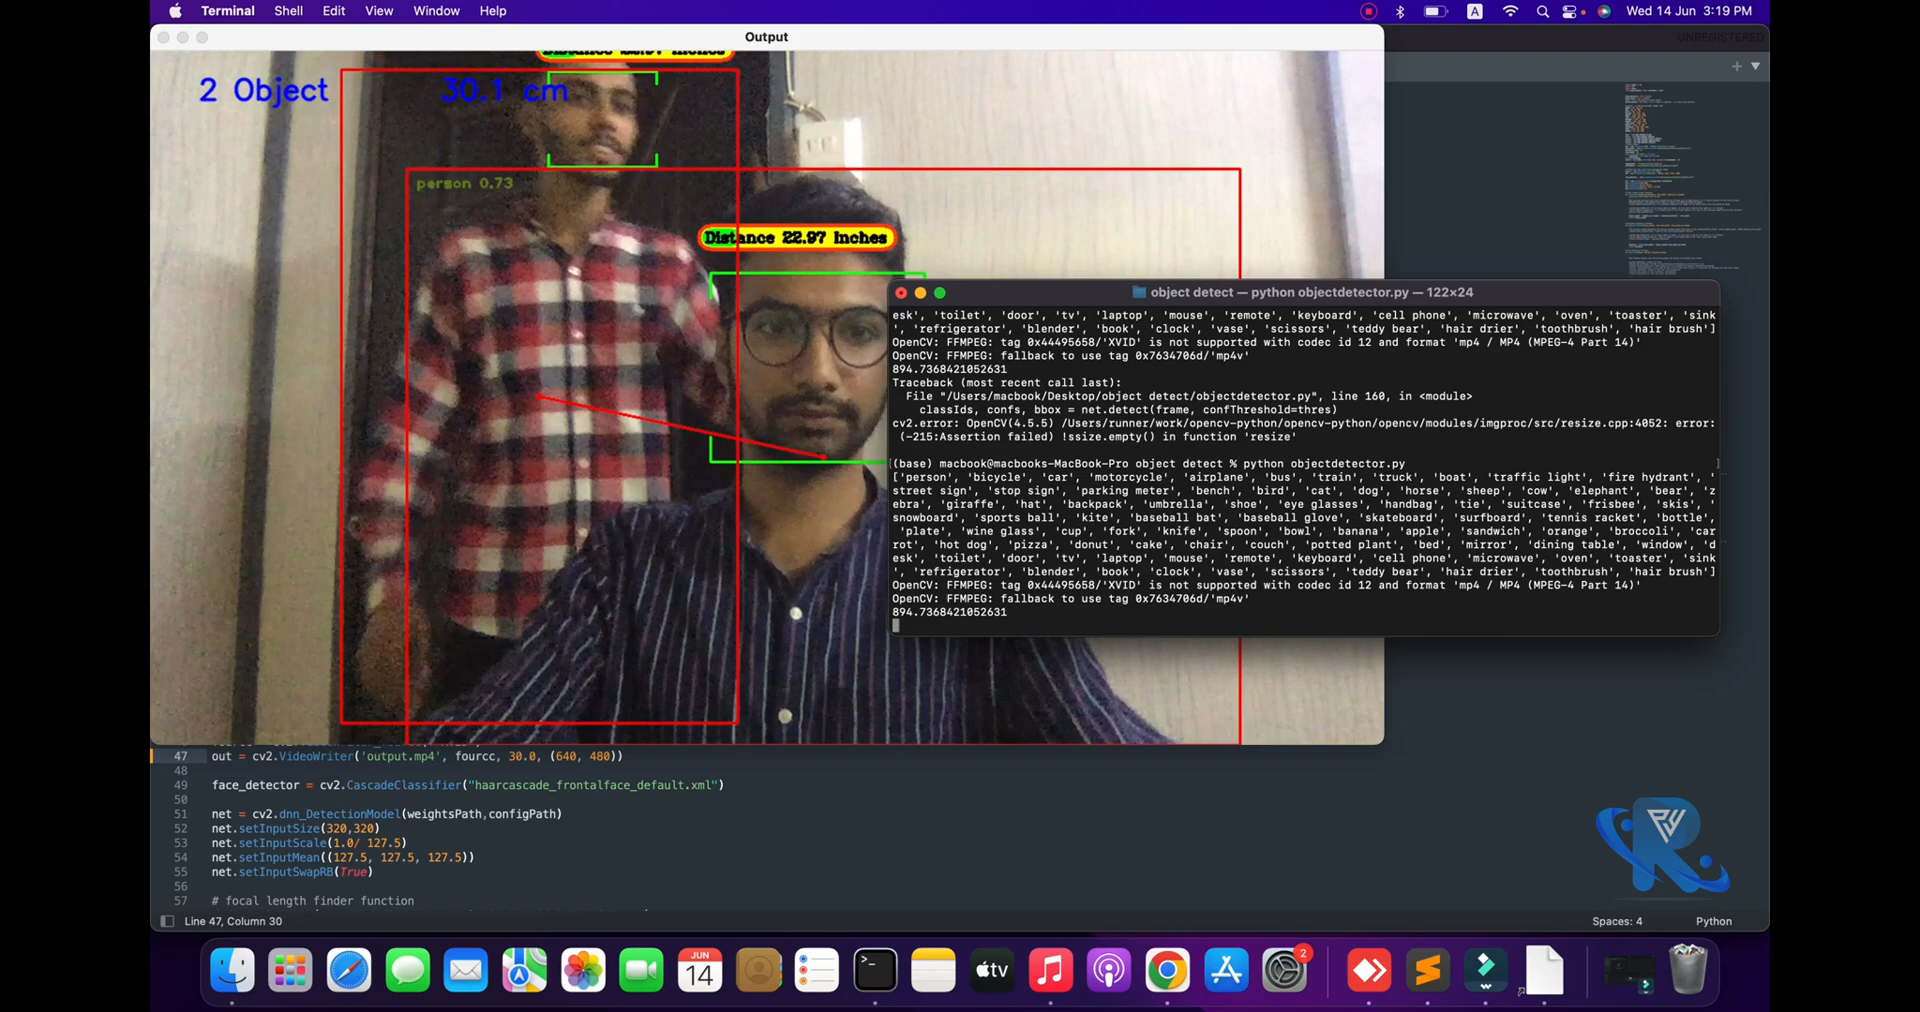 Terminal Shell Edit View Window Help
A Wed 14 Jun 3:19 PM
Output
UNREGISTERED
2 Object 30.1 cm
person 0.73
Distance 22.97 Inches
object detect — python objectdetector.py — 122×24
esk', 'toilet', 'door', 'tv', 'laptop', 'mouse', 'remote', 'keyboard', 'cell phone', 'microwave', 'oven', 'toaster', 'sink
', 'refrigerator', 'blender', 'book', 'clock', 'vase', 'scissors', 'teddy bear', 'hair drier', 'toothbrush', 'hair brush']
OpenCV: FFMPEG: tag 0x44495658/'XVID' is not supported with codec id 12 and format 'mp4 / MP4 (MPEG-4 Part 14)'
OpenCV: FFMPEG: fallback to use tag 0x7634706d/'mp4v'
894.7368421052631
Traceback (most recent call last):
File "/Users/macbook/Desktop/object detect/objectdetector.py", line 160, in <module>
classIds, confs, bbox = net.detect(frame, confThreshold=thres)
cv2.error: OpenCV(4.5.5) /Users/runner/work/opencv-python/opencv-python/opencv/modules/imgproc/src/resize.cpp:4052: error:
(-215:Assertion failed) !ssize.empty() in function 'resize'
(base) macbook@macbooks-MacBook-Pro object detect % python objectdetector.py
['person', 'bicycle', 'car', 'motorcycle', 'airplane', 'bus', 'train', 'truck', 'boat', 'traffic light', 'fire hydrant', '
street sign', 'stop sign', 'parking meter', 'bench', 'bird', 'cat', 'dog', 'horse', 'sheep', 'cow', 'elephant', 'bear', 'z
ebra', 'giraffe', 'hat', 'backpack', 'umbrella', 'shoe', 'eye glasses', 'handbag', 'tie', 'suitcase', 'frisbee', 'skis', '
snowboard', 'sports ball', 'kite', 'baseball bat', 'baseball glove', 'skateboard', 'surfboard', 'tennis racket', 'bottle',
'plate', 'wine glass', 'cup', 'fork', 'knife', 'spoon', 'bowl', 'banana', 'apple', 'sandwich', 'orange', 'broccoli', 'car
rot', 'hot dog', 'pizza', 'donut', 'cake', 'chair', 'couch', 'potted plant', 'bed', 'mirror', 'dining table', 'window', 'd
esk', 'toilet', 'door', 'tv', 'laptop', 'mouse', 'remote', 'keyboard', 'cell phone', 'microwave', 'oven', 'toaster', 'sink
', 'refrigerator', 'blender', 'book', 'clock', 'vase', 'scissors', 'teddy bear', 'hair drier', 'toothbrush', 'hair brush']
OpenCV: FFMPEG: tag 0x44495658/'XVID' is not supported with codec id 12 and format 'mp4 / MP4 (MPEG-4 Part 14)'
OpenCV: FFMPEG: fallback to use tag 0x7634706d/'mp4v'
894.7368421052631
47 out = cv2.VideoWriter('output.mp4', fourcc, 30.0, (640, 480))
48
49 face_detector = cv2.CascadeClassifier("haarcascade_frontalface_default.xml")
50
51 net = cv2.dnn_DetectionModel(weightsPath,configPath)
52 net.setInputSize(320,320)
53 net.setInputScale(1.0/ 127.5)
54 net.setInputMean((127.5, 127.5, 127.5))
55 net.setInputSwapRB(True)
56
57 # focal length finder function
Line 47, Column 30 Spaces: 4 Python
PY
JUN
14
tv
2